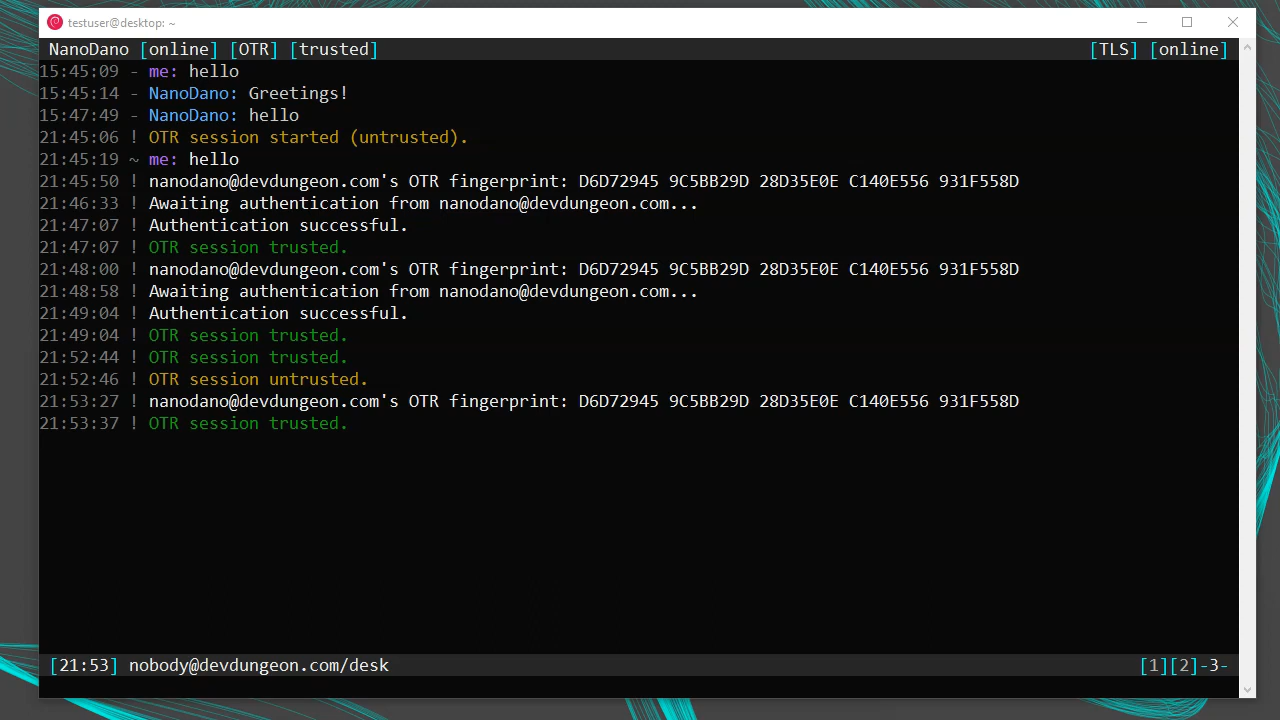 testuser@desktop: ~
NanoDano [online] [OTR] [trusted] [TLS] [online]
15:45:09 - me: hello
15:45:14 - NanoDano: Greetings!
15:47:49 - NanoDano: hello
21:45:06 ! OTR session started (untrusted).
21:45:19 ~ me: hello
21:45:50 ! nanodano@devdungeon.com's OTR fingerprint: D6D72945 9C5BB29D 28D35E0E C140E556 931F558D
21:46:33 ! Awaiting authentication from nanodano@devdungeon.com...
21:47:07 ! Authentication successful.
21:47:07 ! OTR session trusted.
21:48:00 ! nanodano@devdungeon.com's OTR fingerprint: D6D72945 9C5BB29D 28D35E0E C140E556 931F558D
21:48:58 ! Awaiting authentication from nanodano@devdungeon.com...
21:49:04 ! Authentication successful.
21:49:04 ! OTR session trusted.
21:52:44 ! OTR session trusted.
21:52:46 ! OTR session untrusted.
21:53:27 ! nanodano@devdungeon.com's OTR fingerprint: D6D72945 9C5BB29D 28D35E0E C140E556 931F558D
21:53:37 ! OTR session trusted.
[21:53] nobody@devdungeon.com/desk [1][2]-3-